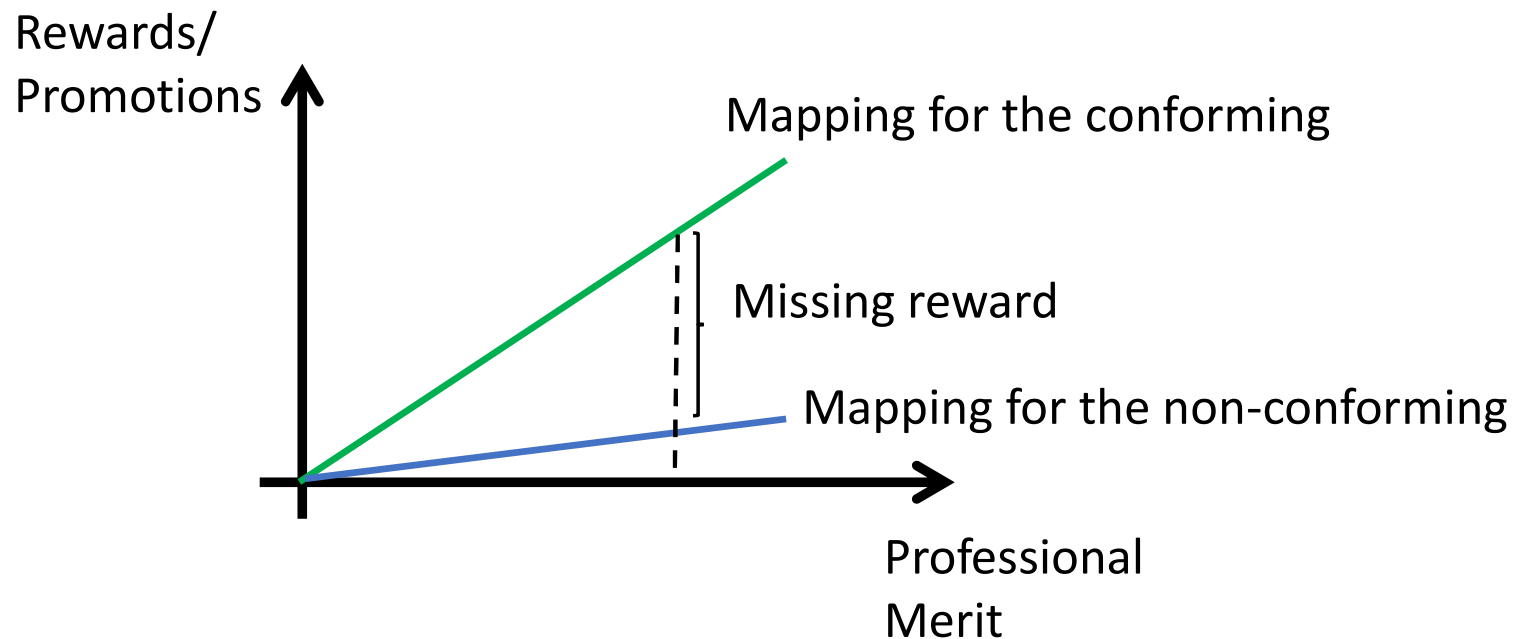 Rewards/
Promotions
Mapping for the conforming
Missing reward
Mapping for the non-conforming
Professional
Merit